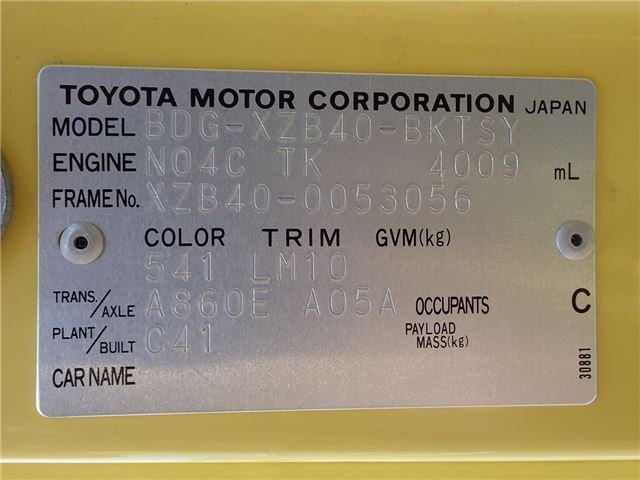 TOYOTA MOTOR CORPORATION JAPAN
MODEL BDG-XZB40-BKTSY
ENGINE N04C TK 4009 mL
FRAME No. XZB40-0053056
COLOR TRIM GVM(kg)
541 LM10
TRANS./AXLE A860E A05A OCCUPANTS C
PLANT/BUILT C41 PAYLOAD MASS(kg)
CAR NAME
30881